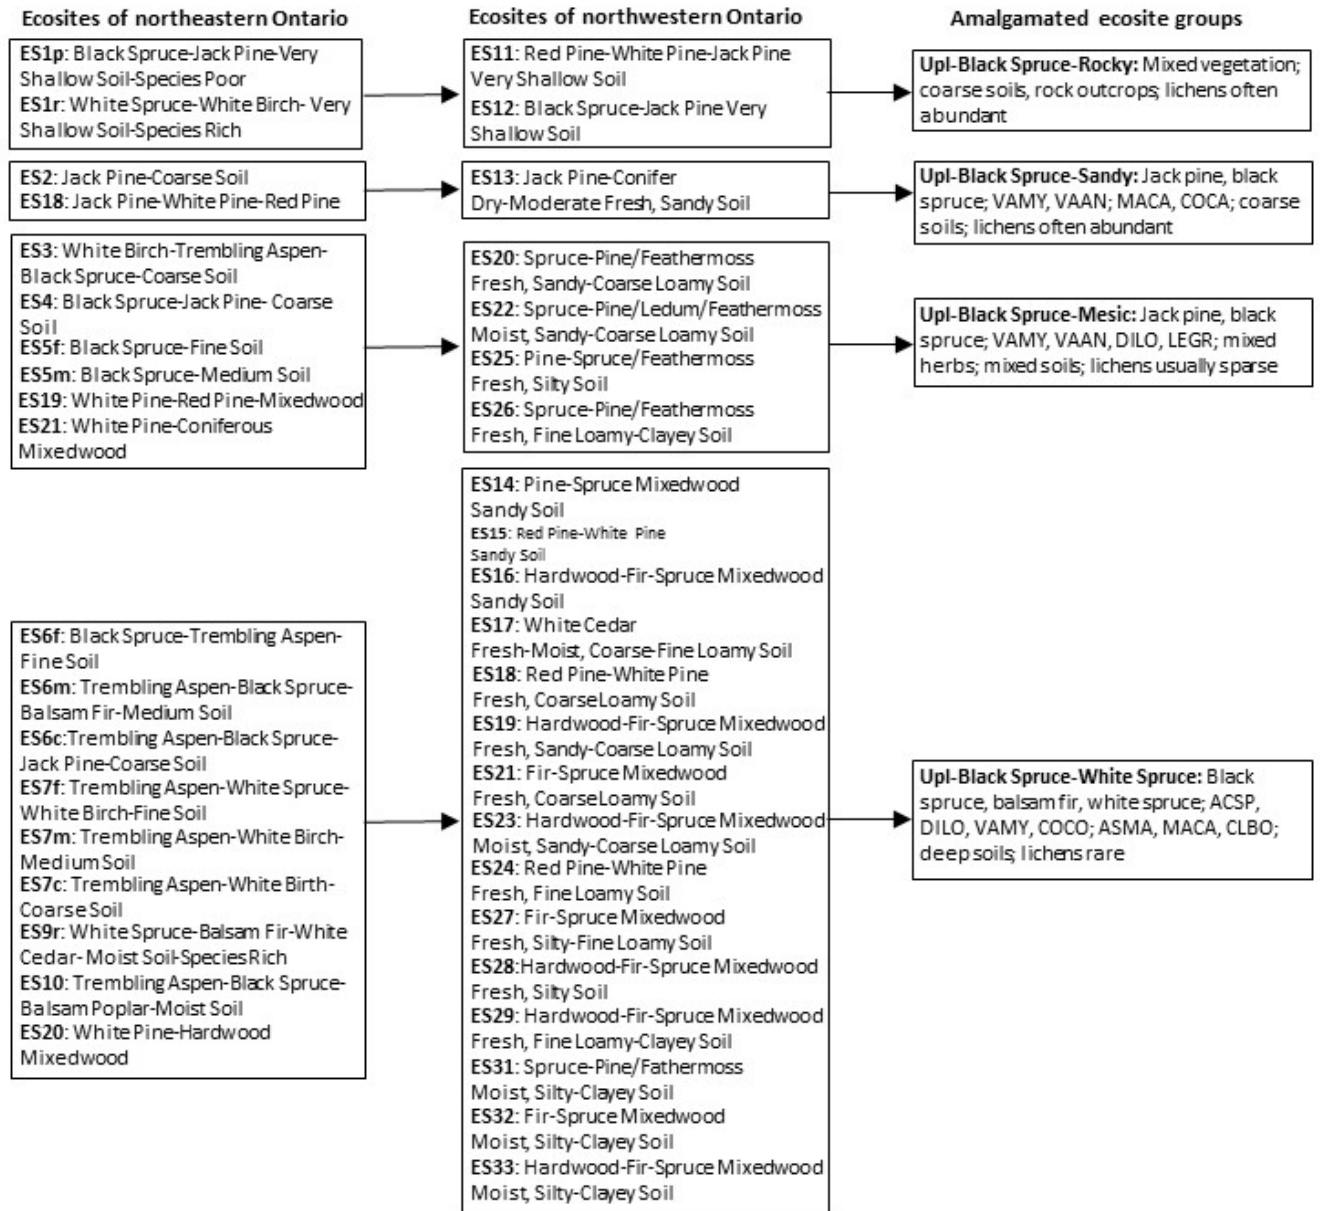 Ecosites of northeastern Ontario
Ecosites of northwestern Ontario
Amalgamated ecosite groups
ES1p: Black Spruce-Jack Pine-Very
Shallow Soil-Species Poor
ES1r: White Spruce-White Birch- Very
Shallow Soil-Species Rich
ES11: Red Pine-White Pine-Jack Pine
Very Shallow Soil
ES12: Black Spruce-Jack Pine Very
Shallow Soil
Upl-Black Spruce-Rocky: Mixed vegetation;
coarse soils, rock outcrops; lichens often
abundant
ES2: Jack Pine-Coarse Soil
ES18: Jack Pine-White Pine-Red Pine
ES13: Jack Pine-Conifer
Dry-Moderate Fresh, Sandy Soil
Upl-Black Spruce-Sandy: Jack pine, black
spruce; VAMY, VAAN; MACA, COCA; coarse
soils; lichens often abundant
ES3: White Birch-Trembling Aspen-
Black Spruce-Coarse Soil
ES4: Black Spruce-Jack Pine- Coarse
Soil
ES5f: Black Spruce-Fine Soil
ES5m: Black Spruce-Medium Soil
ES19: White Pine-Red Pine-Mixedwood
ES21: White Pine-Coniferous
Mixedwood
ES20: Spruce-Pine/Feathermoss
Fresh, Sandy-Coarse Loamy Soil
ES22: Spruce-Pine/Ledum/Feathermoss
Moist, Sandy-Coarse Loamy Soil
ES25: Pine-Spruce/Feathermoss
Fresh, Silty Soil
ES26: Spruce-Pine/Feathermoss
Fresh, Fine Loamy-Clayey Soil
Upl-Black Spruce-Mesic: Jack pine, black
spruce; VAMY, VAAN, DILO, LEGR; mixed
herbs; mixed soils; lichens usually sparse
ES6f: Black Spruce-Trembling Aspen-
Fine Soil
ES6m: Trembling Aspen-Black Spruce-
Balsam Fir-Medium Soil
ES6c:Trembling Aspen-Black Spruce-
Jack Pine-Coarse Soil
ES7f: Trembling Aspen-White Spruce-
White Birch-Fine Soil
ES7m: Trembling Aspen-White Birch-
Medium Soil
ES7c: Trembling Aspen-White Birth-
Coarse Soil
ES9r: White Spruce-Balsam Fir-White
Cedar- Moist Soil-Species Rich
ES10: Trembling Aspen-Black Spruce-
Balsam Poplar-Moist Soil
ES20: White Pine-Hardwood
Mixedwood
ES14: Pine-Spruce Mixedwood
Sandy Soil
ES15: Red Pine-White Pine
Sandy Soil
ES16: Hardwood-Fir-Spruce Mixedwood
Sandy Soil
ES17: White Cedar
Fresh-Moist, Coarse-Fine Loamy Soil
ES18: Red Pine-White Pine
Fresh, Coarse Loamy Soil
ES19: Hardwood-Fir-Spruce Mixedwood
Fresh, Sandy-Coarse Loamy Soil
ES21: Fir-Spruce Mixedwood
Fresh, Coarse Loamy Soil
ES23: Hardwood-Fir-Spruce Mixedwood
Moist, Sandy-Coarse Loamy Soil
ES24: Red Pine-White Pine
Fresh, Fine Loamy Soil
ES27: Fir-Spruce Mixedwood
Fresh, Silty-Fine Loamy Soil
ES28:Hardwood-Fir-Spruce Mixedwood
Fresh, Silty Soil
ES29: Hardwood-Fir-Spruce Mixedwood
Fresh, Fine Loamy-Clayey Soil
ES31: Spruce-Pine/Fathermoss
Moist, Silty-Clayey Soil
ES32: Fir-Spruce Mixedwood
Moist, Silty-Clayey Soil
ES33: Hardwood-Fir-Spruce Mixedwood
Moist, Silty-Clayey Soil
Upl-Black Spruce-White Spruce: Black
spruce, balsam fir, white spruce; ACSP,
DILO, VAMY, COCO; ASMA, MACA, CLBO;
deep soils; lichens rare